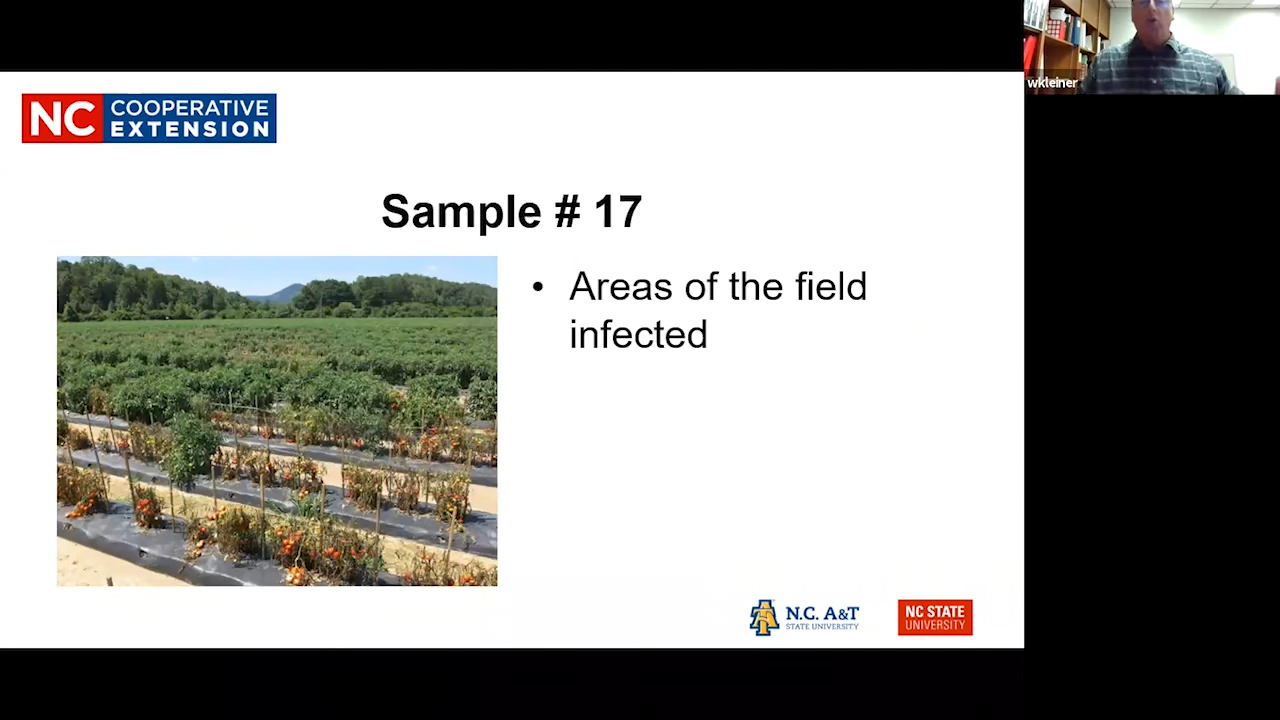 wkleiner
NC COOPERATIVE
EXTENSION
Sample # 17
• Areas of the field
infected
N.C. A&T
STATE UNIVERSITY
NC STATE
UNIVERSITY